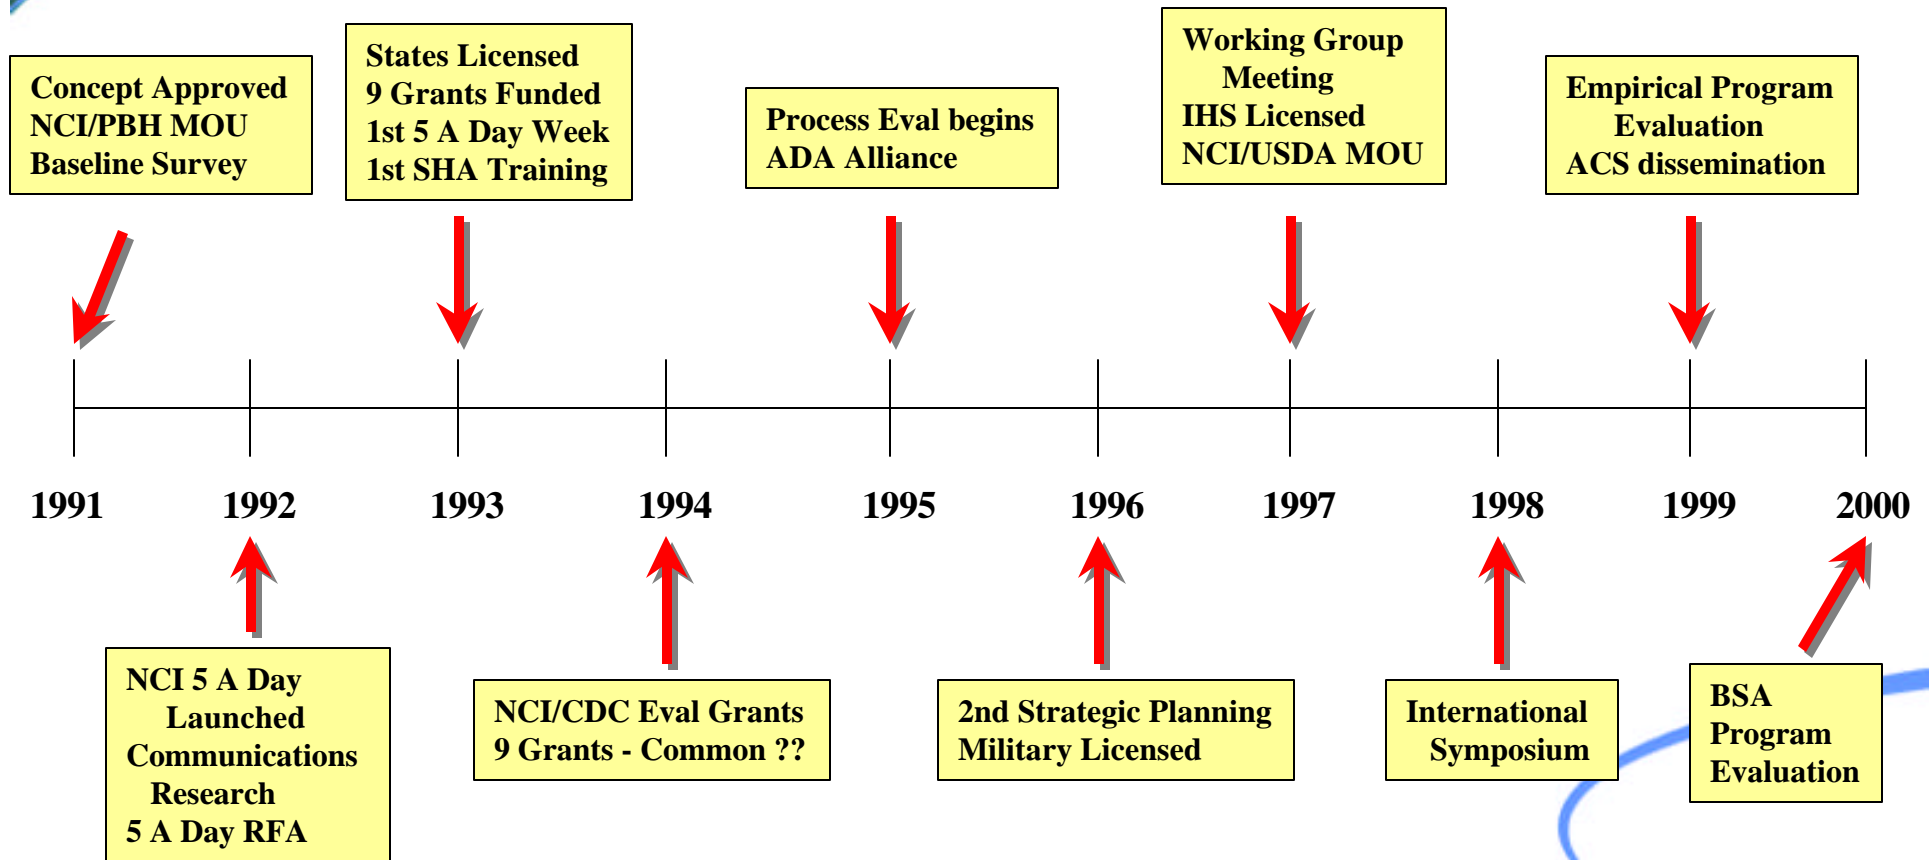 Concept Approved
NCI/PBH MOU
Baseline Survey
States Licensed
9 Grants Funded
1st 5 A Day Week
1st SHA Training
Process Eval begins
ADA Alliance
Working Group
Meeting
IHS Licensed
NCI/USDA MOU
Empirical Program
Evaluation
ACS dissemination
1991 1992 1993 1994 1995 1996 1997 1998 1999 2000
NCI 5 A Day
Launched
Communications
Research
5 A Day RFA
NCI/CDC Eval Grants
9 Grants - Common ??
2nd Strategic Planning
Military Licensed
International
Symposium
BSA
Program
Evaluation